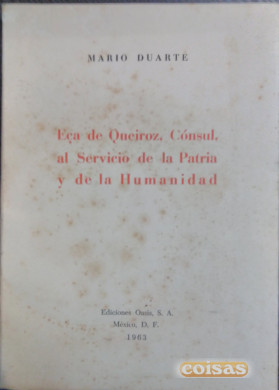 MARIO DUARTE
Eça de Queiroz, Cónsul,
al Servicio de la Patria
y de la Humanidad
Ediciones Oasis, S. A.
México, D. F.
1963
coisas